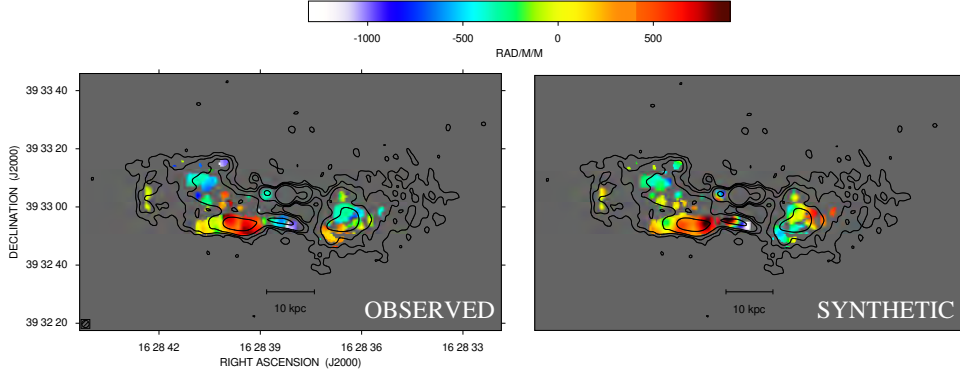 -1000 -500 0 500
RAD/M/M
39 33 40
39 33 20
39 33 00
39 32 40
39 32 20
DECLINATION (J2000)
10 kpc
OBSERVED
10 kpc
SYNTHETIC
16 28 42 16 28 39 16 28 36 16 28 33
RIGHT ASCENSION (J2000)